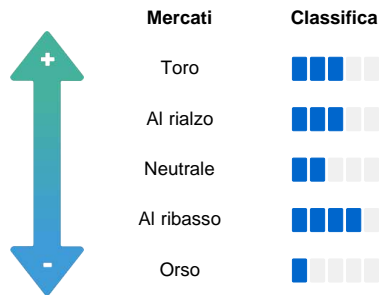 Mercati Classifica
+
Toro
Al rialzo
Neutrale
Al ribasso
-
Orso